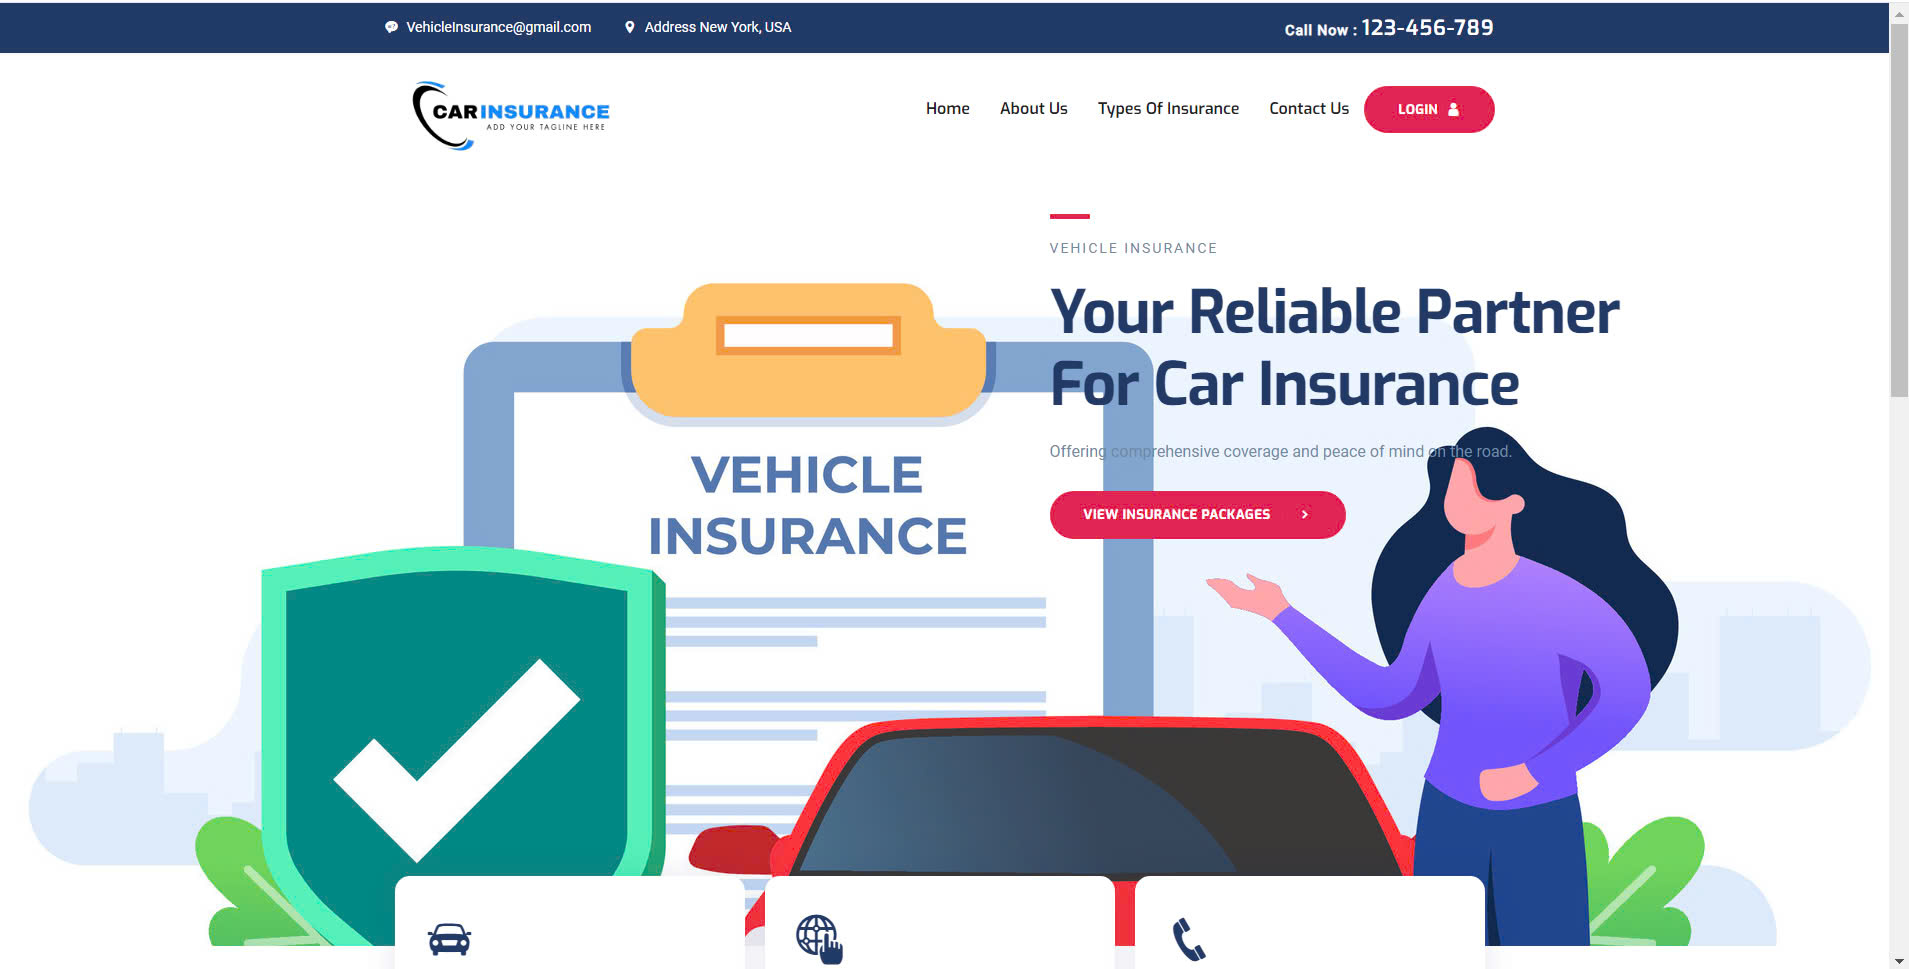 VehicleInsurance@gmail.com
Address New York, USA
Call Now : 123-456-789
CARINSURANCE
ADD YOUR TAGLINE HERE
Home
About Us
Types Of Insurance
Contact Us
LOGIN
VEHICLE INSURANCE
Your Reliable Partner
For Car Insurance
Offering comprehensive coverage and peace of mind on the road.
VIEW INSURANCE PACKAGES
VEHICLE
INSURANCE